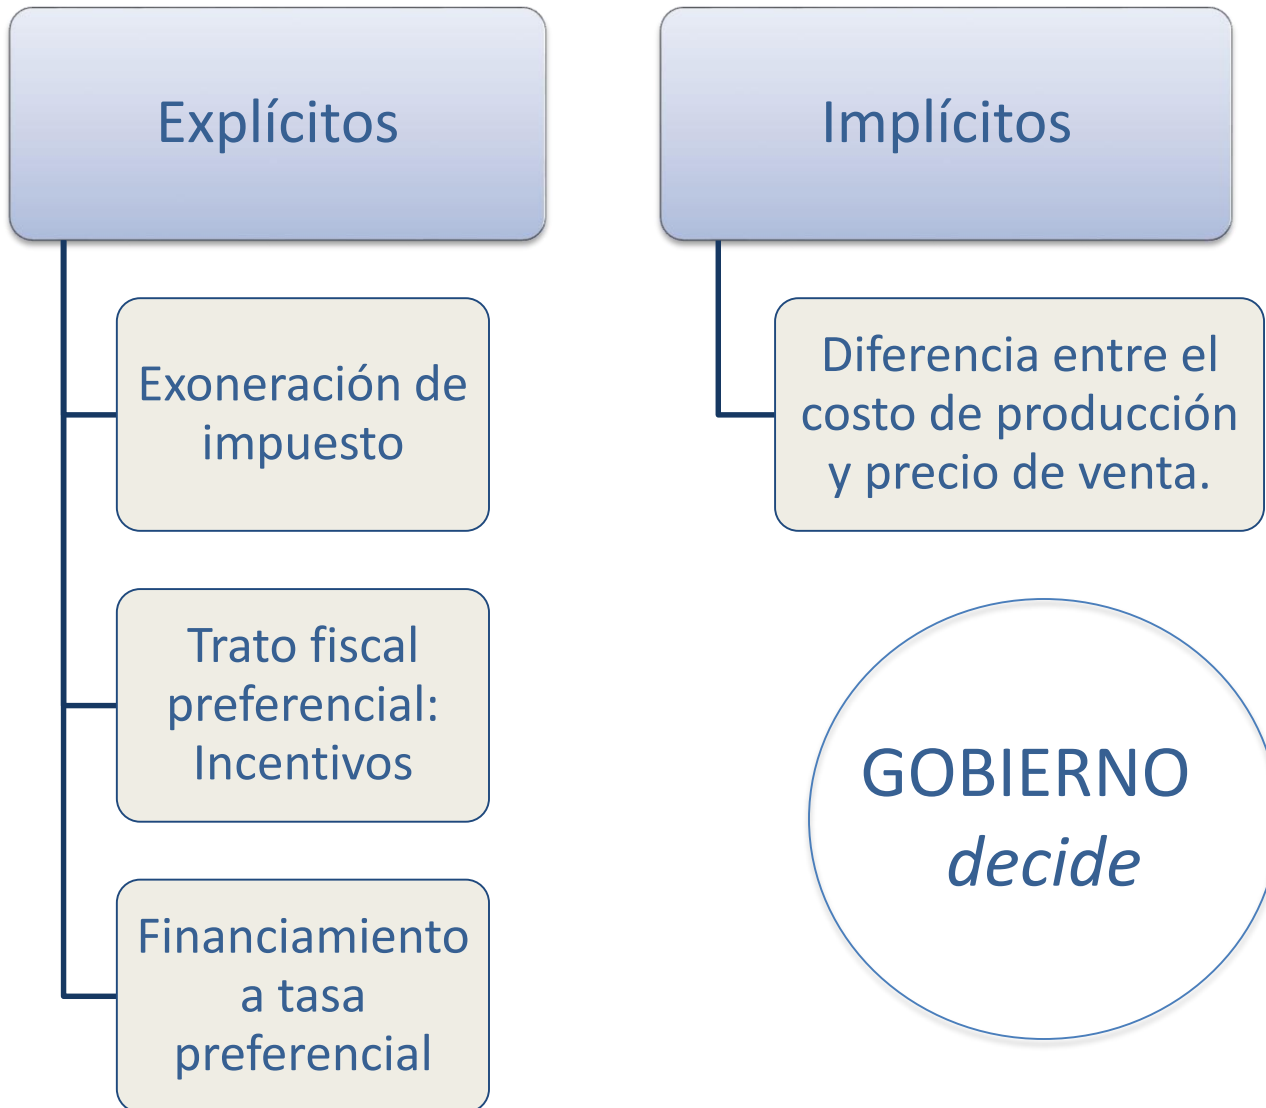 Explícitos
Exoneración de
impuesto
Trato fiscal
preferencial:
Incentivos
Financiamiento
a tasa
preferencial
Implícitos
Diferencia entre el
costo de producción
y precio de venta.
GOBIERNO
decide